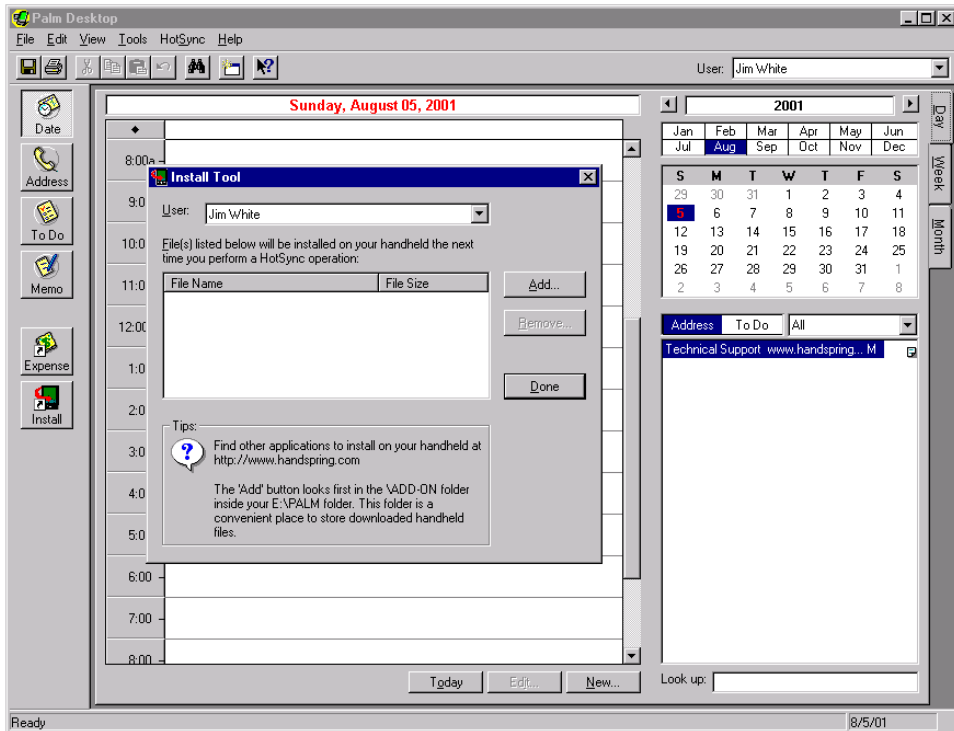 Palm Desktop
File Edit View Tools HotSync Help
User: Jim White
Date
Address
To Do
Memo
Expense
Install
Sunday, August 05, 2001
8:00a
9:0
10:0
11:0
12:00
1:0
2:0
3:0
4:0
5:0
6:00
7:00
8:00
Install Tool
User: Jim White
File(s) listed below will be installed on your handheld the next
time you perform a HotSync operation:
File Name File Size
Add...
Remove...
Done
Tips:
Find other applications to install on your handheld at
http://www.handspring.com
The 'Add' button looks first in the \ADD-ON folder
inside your E:\PALM folder. This folder is a
convenient place to store downloaded handheld
files.
Today Edit... New...
2001
Jan Feb Mar Apr May Jun
Jul Aug Sep Oct Nov Dec
S M T W T F S
29 30 31 1 2 3 4
5 6 7 8 9 10 11
12 13 14 15 16 17 18
19 20 21 22 23 24 25
26 27 28 29 30 31 1
2 3 4 5 6 7 8
Day
Week
Month
Address To Do All
Technical Support www.handspring... M
Look up:
Ready 8/5/01